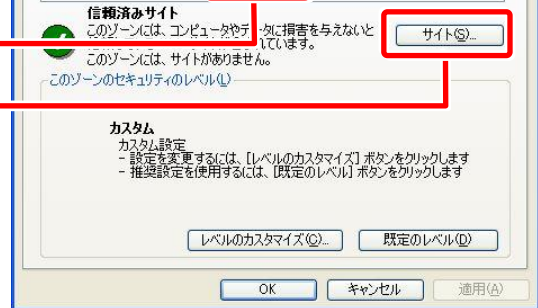 信頼済みサイト
このゾーンには、コンピュータやデータに損害を与えないと
ています。
サイト(S)...
このゾーンには、サイトがありません。
このゾーンのセキュリティのレベル(L)
カスタム
カスタム設定
- 設定を変更するには、[レベルのカスタマイズ] ボタンをクリックします
- 推奨設定を使用するには、[既定のレベル] ボタンをクリックします
レベルのカスタマイズ(C)...
既定のレベル(D)
OK
キャンセル
適用(A)